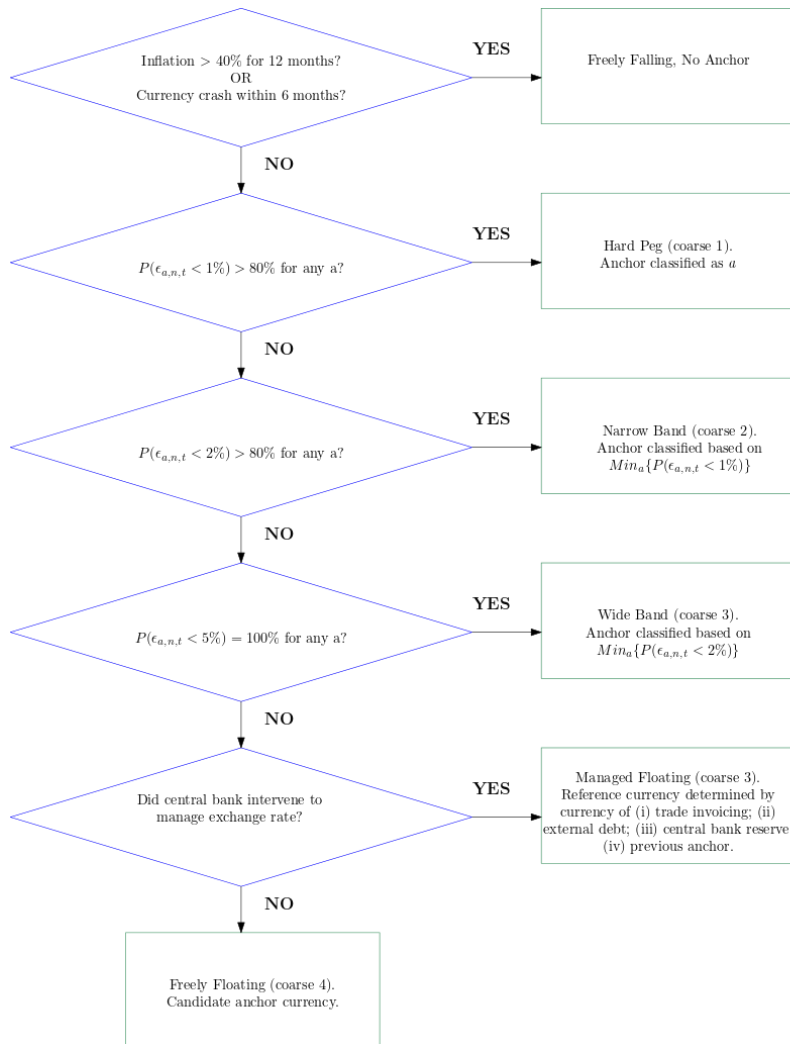 Inflation > 40% for 12 months?
OR
Currency crash within 6 months?
YES
Freely Falling, No Anchor
NO
P(ϵ_{a,n,t} < 1%) > 80% for any a?
YES
Hard Peg (coarse 1).
Anchor classified as a
NO
P(ϵ_{a,n,t} < 2%) > 80% for any a?
YES
Narrow Band (coarse 2).
Anchor classified based on
Min_a{P(ϵ_{a,n,t} < 1%)}
NO
P(ϵ_{a,n,t} < 5%) = 100% for any a?
YES
Wide Band (coarse 3).
Anchor classified based on
Min_a{P(ϵ_{a,n,t} < 2%)}
NO
Did central bank intervene to
manage exchange rate?
YES
Managed Floating (coarse 3).
Reference currency determined by
currency of (i) trade invoicing; (ii)
external debt; (iii) central bank reserve
(iv) previous anchor.
NO
Freely Floating (coarse 4).
Candidate anchor currency.